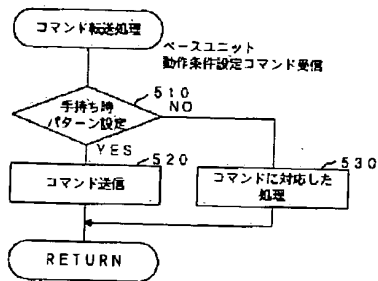 コマンド転送処理
ベースユニット
動作条件設定コマンド受信
手持ち時
パターン設定
510
NO
YES
520
コマンド送信
530
コマンドに対応した
処理
RETURN